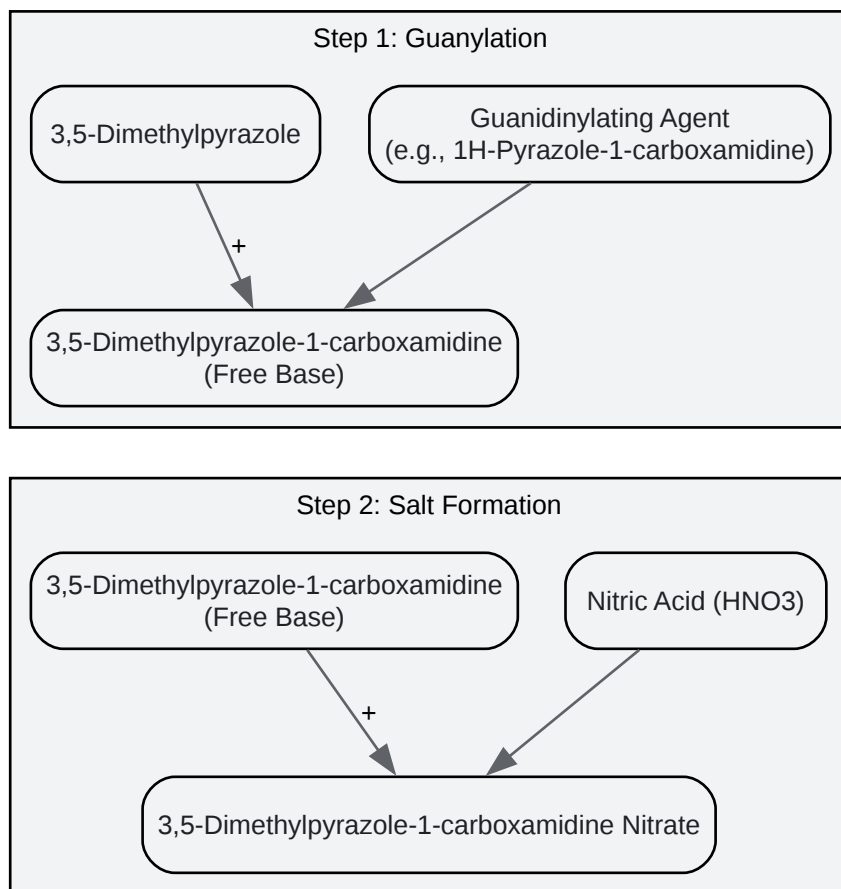 Step 1: Guanylation
3,5-Dimethylpyrazole
Guanidinylating Agent
(e.g., 1H-Pyrazole-1-carboxamidine)
+
3,5-Dimethylpyrazole-1-carboxamidine
(Free Base)
Step 2: Salt Formation
3,5-Dimethylpyrazole-1-carboxamidine
(Free Base)
Nitric Acid (HNO3)
+
3,5-Dimethylpyrazole-1-carboxamidine Nitrate